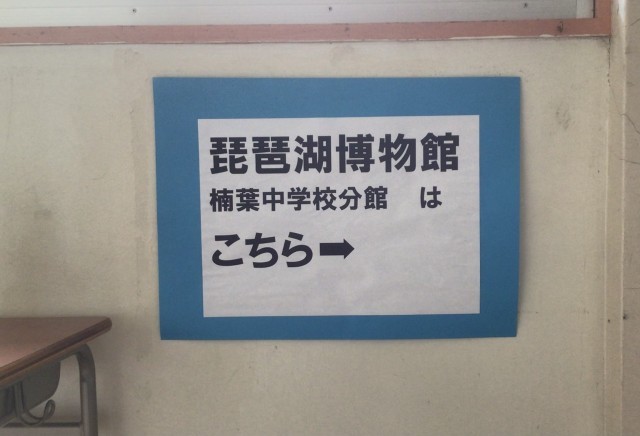 琵琶湖博物館
楠葉中学校分館　は
こちら➡